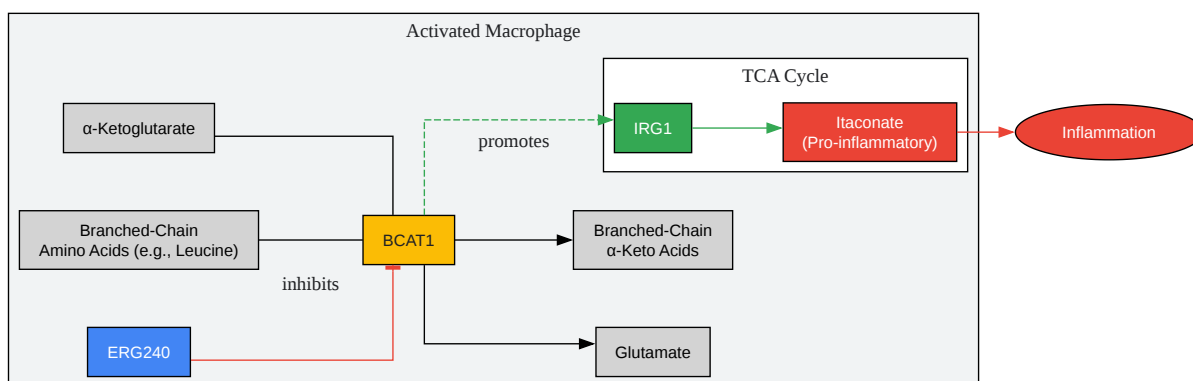 Activated Macrophage
TCA Cycle
α-Ketoglutarate
promotes
IRG1
Itaconate
(Pro-inflammatory)
Inflammation
Branched-Chain
Amino Acids (e.g., Leucine)
BCAT1
Branched-Chain
α-Keto Acids
inhibits
ERG240
Glutamate